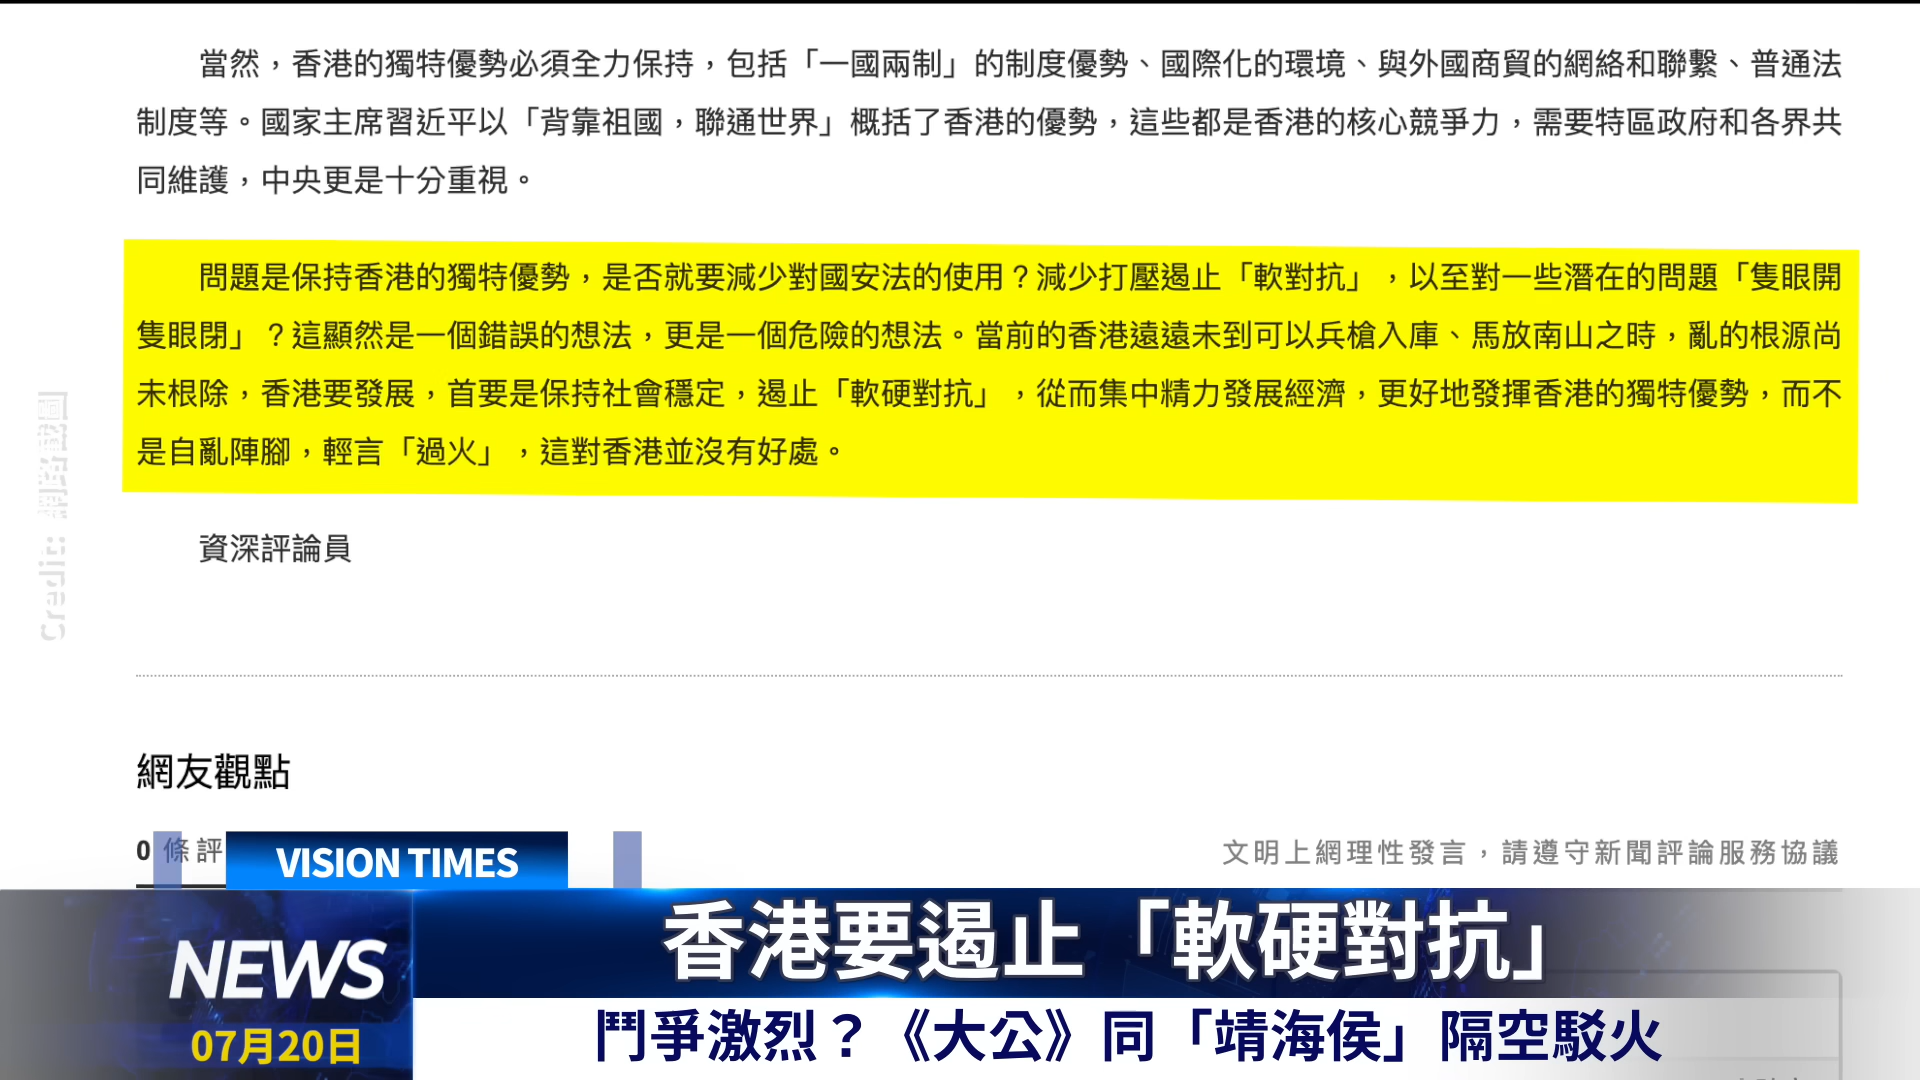 當然，香港的獨特優勢必須全力保持，包括「一國兩制」的制度優勢、國際化的環境、與外國商貿的網絡和聯繫、普通法
制度等。國家主席習近平以「背靠祖國，聯通世界」概括了香港的優勢，這些都是香港的核心競爭力，需要特區政府和各界共
同維護，中央更是十分重視。
問題是保持香港的獨特優勢，是否就要減少對國安法的使用？減少打壓遏止「軟對抗」，以至對一些潛在的問題「隻眼開
隻眼閉」？這顯然是一個錯誤的想法，更是一個危險的想法。當前的香港遠遠未到可以兵槍入庫、馬放南山之時，亂的根源尚
未根除，香港要發展，首要是保持社會穩定，遏止「軟硬對抗」，從而集中精力發展經濟，更好地發揮香港的獨特優勢，而不
是自亂陣腳，輕言「過火」，這對香港並沒有好處。
資深評論員
Credit: 網路截圖
網友觀點
0 條評
文明上網理性發言，請遵守新聞評論服務協議
VISION TIMES
香港要遏止「軟硬對抗」
NEWS
07月20日
鬥爭激烈？《大公》同「靖海侯」隔空駁火